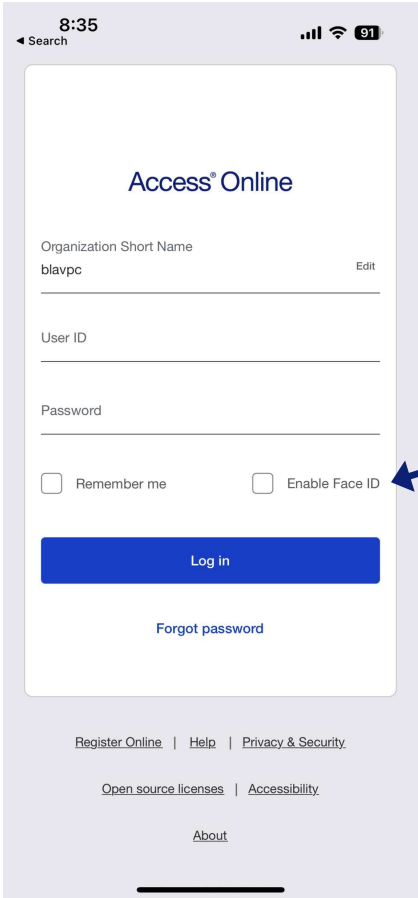 8:35
91
◀ Search
Access® Online
Organization Short Name
blavpc
Edit
User ID
Password
Remember me
Enable Face ID
Log in
Forgot password
Register Online | Help | Privacy & Security
Open source licenses | Accessibility
About